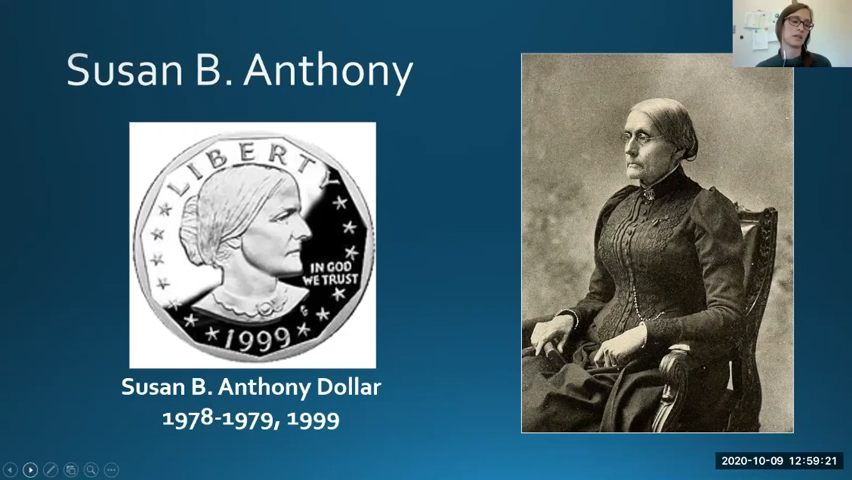 Susan B. Anthony
LIBERTY
IN GOD
WE TRUST
1999
Susan B. Anthony Dollar
1978-1979, 1999
2020-10-09 12:59:21